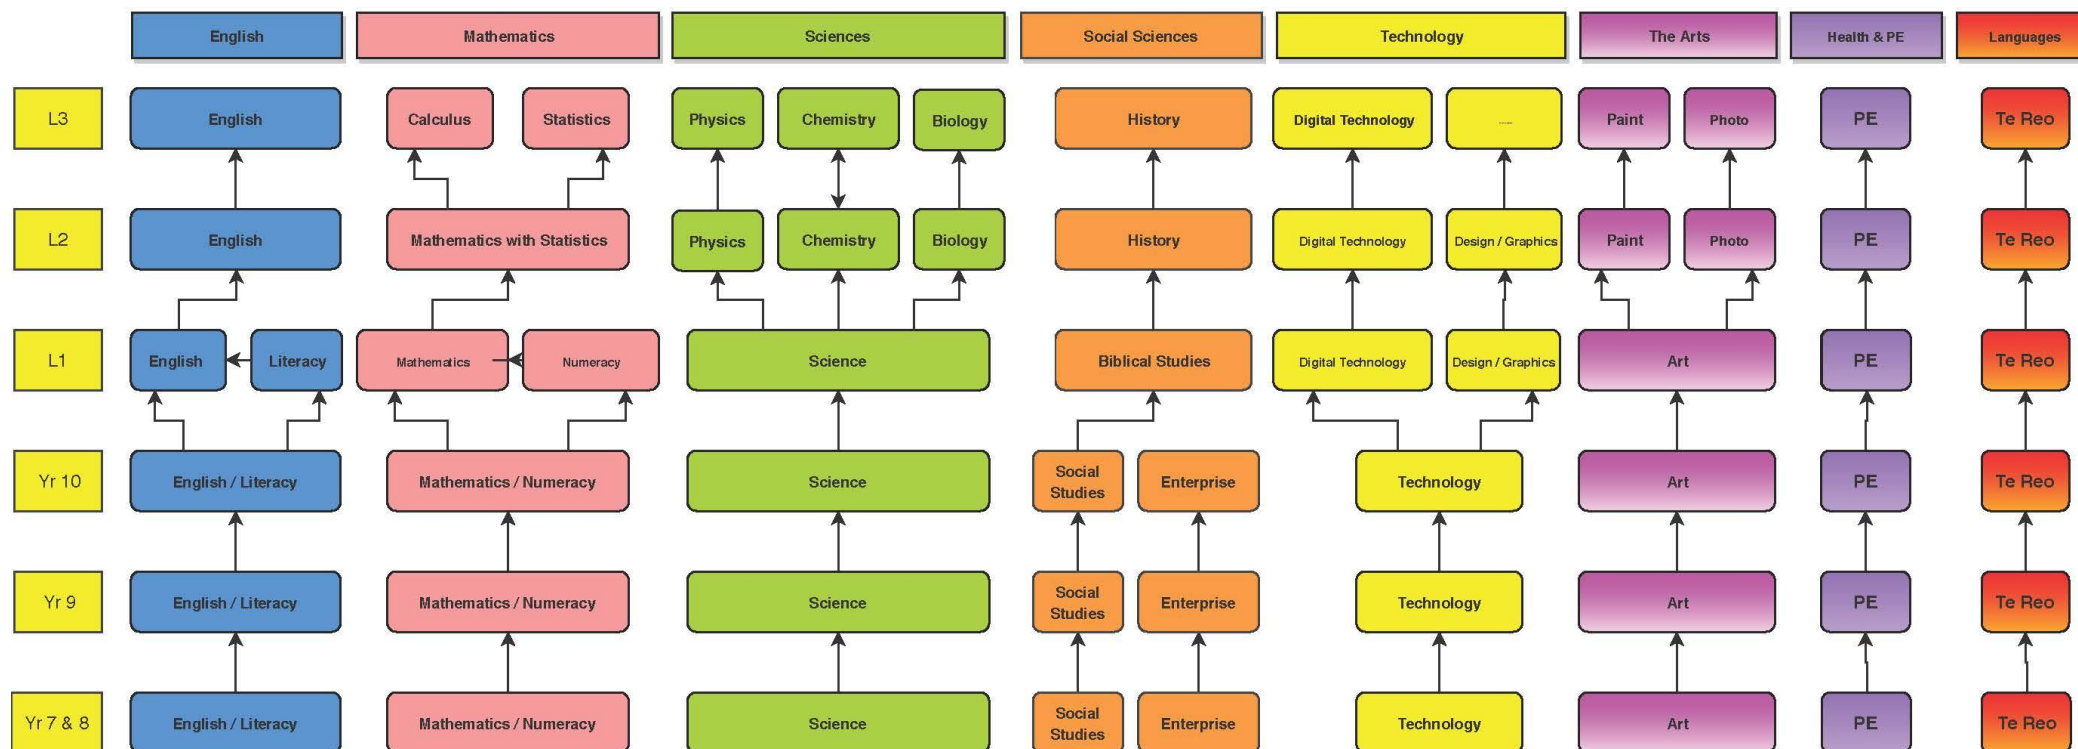 English Mathematics Sciences Social Sciences Technology The Arts Health & PE Languages
L3 English Calculus Statistics Physics Chemistry Biology History Digital Technology .... Paint Photo PE Te Reo
L2 English Mathematics with Statistics Physics Chemistry Biology History Digital Technology Design / Graphics Paint Photo PE Te Reo
L1 English Literacy Mathematics Numeracy Science Biblical Studies Digital Technology Design / Graphics Art PE Te Reo
Yr 10 English / Literacy Mathematics / Numeracy Science Social Studies Enterprise Technology Art PE Te Reo
Yr 9 English / Literacy Mathematics / Numeracy Science Social Studies Enterprise Technology Art PE Te Reo
Yr 7 & 8 English / Literacy Mathematics / Numeracy Science Social Studies Enterprise Technology Art PE Te Reo